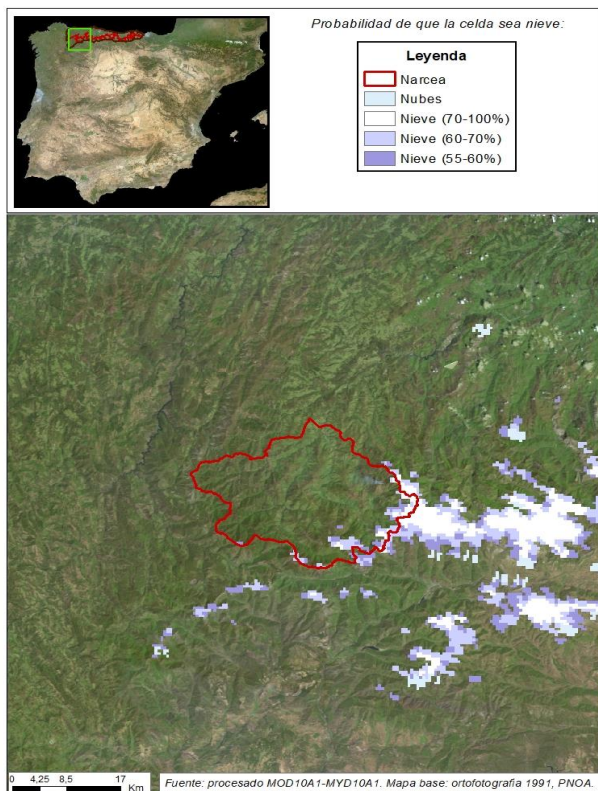 Probabilidad de que la celda sea nieve:
Leyenda
Narcea
Nubes
Nieve (70-100%)
Nieve (60-70%)
Nieve (55-60%)
0 4,25 8,5 17
Km
Fuente: procesado MOD10A1-MYD10A1. Mapa base: ortofotografia 1991, PNOA.